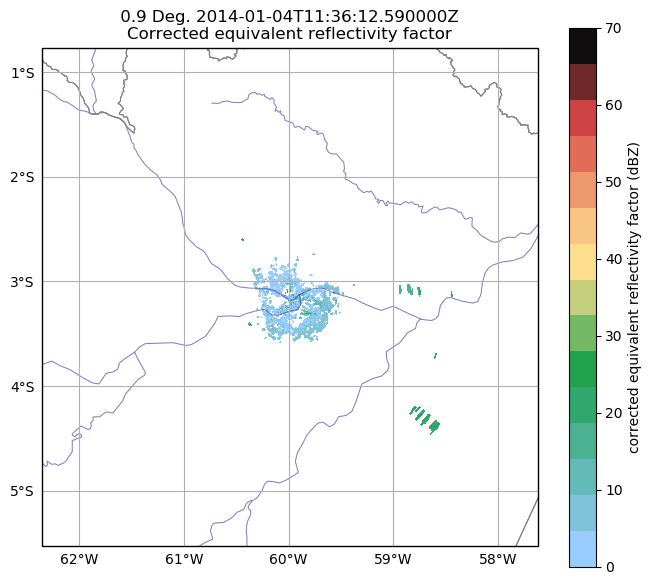 0.9 Deg. 2014-01-04T11:36:12.590000Z
Corrected equivalent reflectivity factor
1°S
2°S
3°S
4°S
5°S
62°W
61°W
60°W
59°W
58°W
70
60
50
40
30
20
10
0
corrected equivalent reflectivity factor (dBZ)